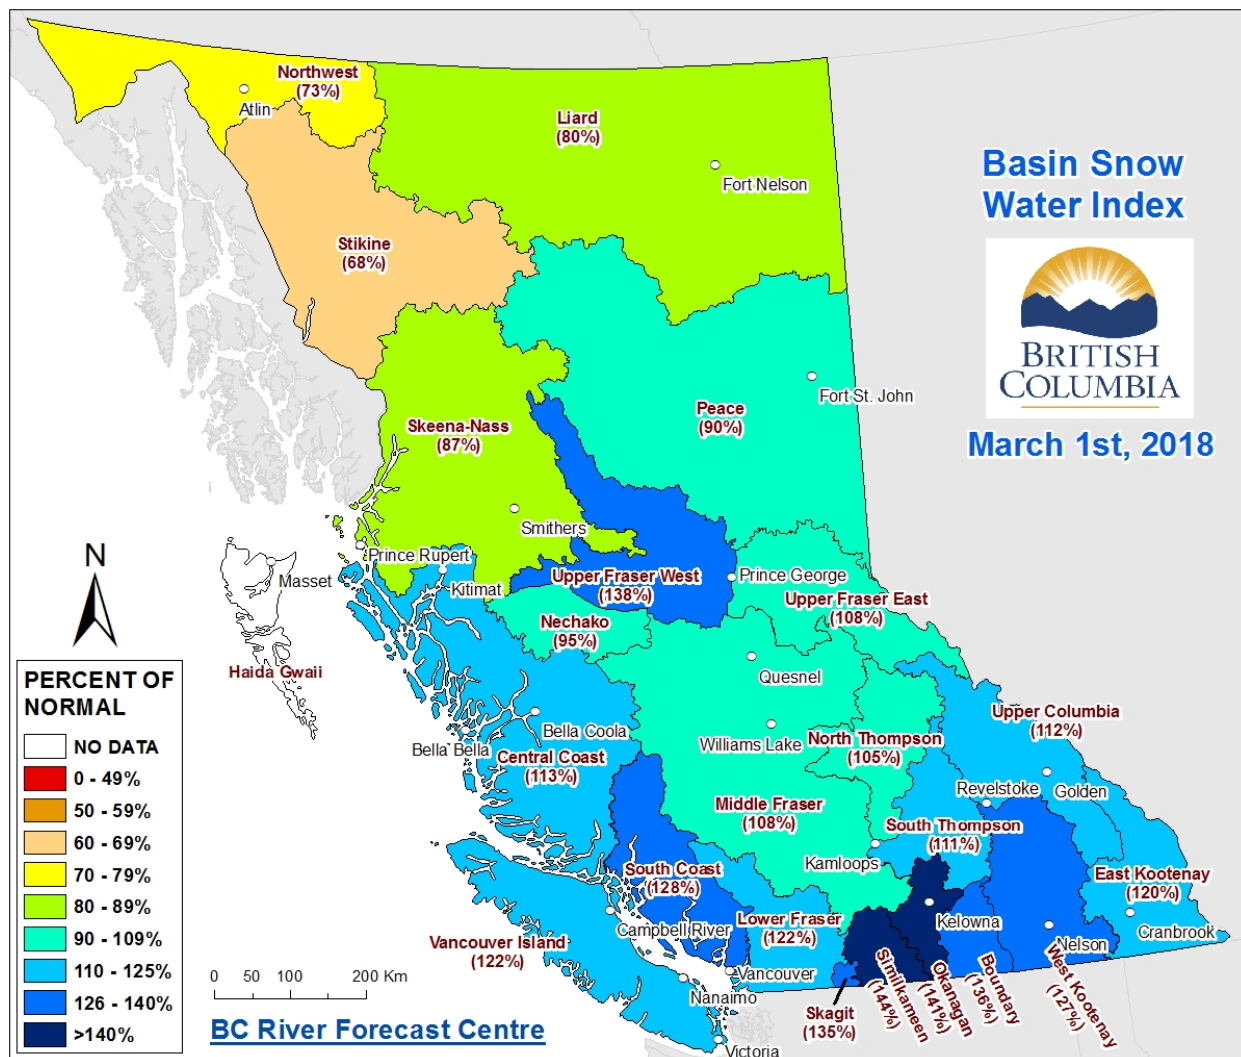 Northwest
(73%)
Atlin
Liard
(80%)
Fort Nelson
Basin Snow
Water Index
BRITISH
COLUMBIA
March 1st, 2018
Stikine
(68%)
Fort St. John
Peace
(90%)
Skeena-Nass
(87%)
Smithers
Prince Rupert
Masset
Kitimat
Upper Fraser West
(138%)
Prince George
Upper Fraser East
(108%)
Nechako
(95%)
Haida Gwaii
Quesnel
Bella Coola
Bella Bella
Central Coast
(113%)
Williams Lake
North Thompson
(105%)
Upper Columbia
(112%)
Golden
Revelstoke
Middle Fraser
(108%)
South Thompson
(111%)
Kamloops
South Coast
(128%)
East Kootenay
(120%)
Cranbrook
Kelowna
Nelson
Lower Fraser
(122%)
Campbell River
Vancouver Island
(122%)
Vancouver
Nanaimo
Victoria
Skagit
(135%)
Similkameen
(144%)
Okanagan
(141%)
Boundary
(136%)
West Kootenay
(127%)
N
PERCENT OF
NORMAL
NO DATA
0 - 49%
50 - 59%
60 - 69%
70 - 79%
80 - 89%
90 - 109%
110 - 125%
126 - 140%
>140%
0 50 100 200 Km
BC River Forecast Centre